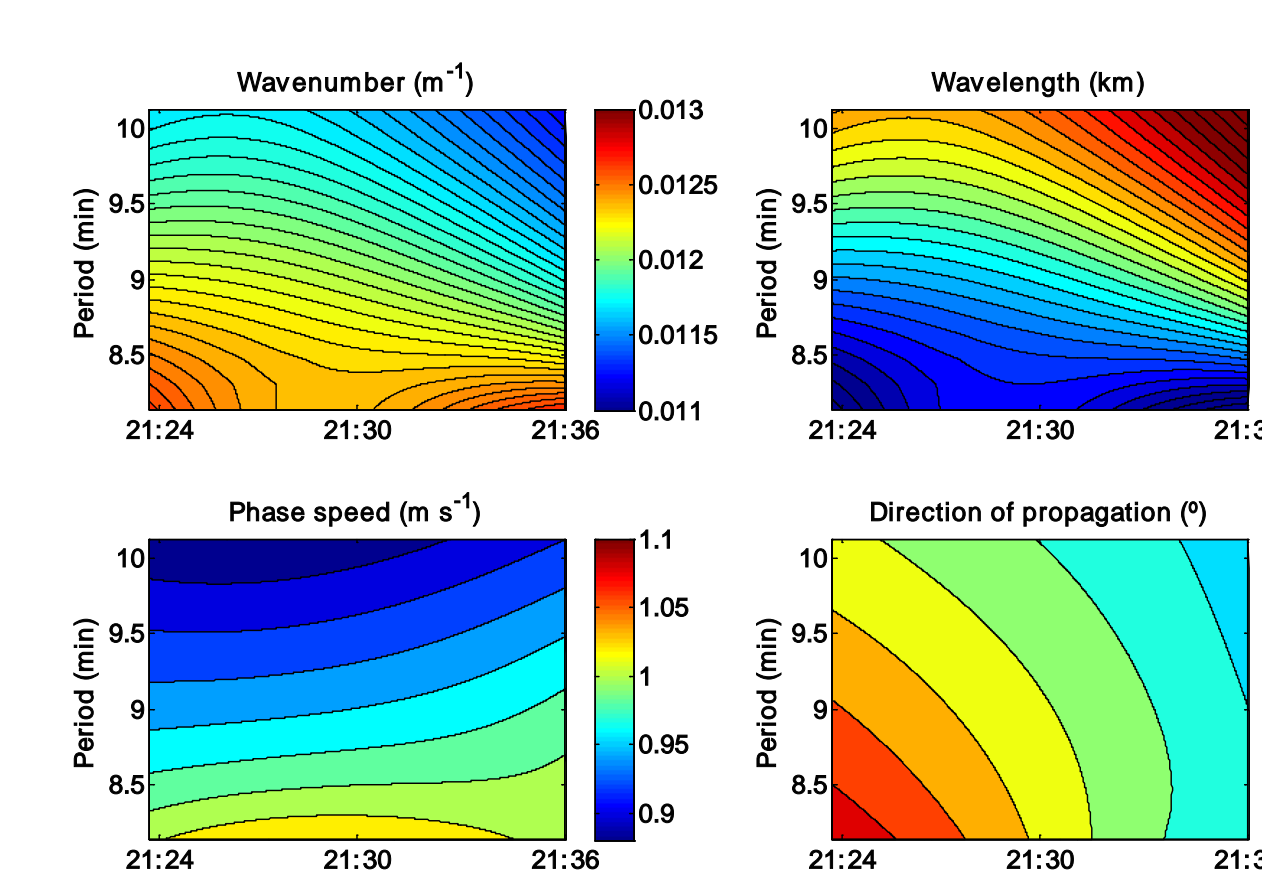 Wavenumber (m-1)
Period (min)
10
9.5
9
8.5
21:24 21:30 21:36
0.013
0.0125
0.012
0.0115
0.011
Wavelength (km)
Period (min)
10
9.5
9
8.5
21:24 21:30 21:3
Phase speed (m s-1)
Period (min)
10
9.5
9
8.5
21:24 21:30 21:36
1.1
1.05
1
0.95
0.9
Direction of propagation (º)
Period (min)
10
9.5
9
8.5
21:24 21:30 21:3